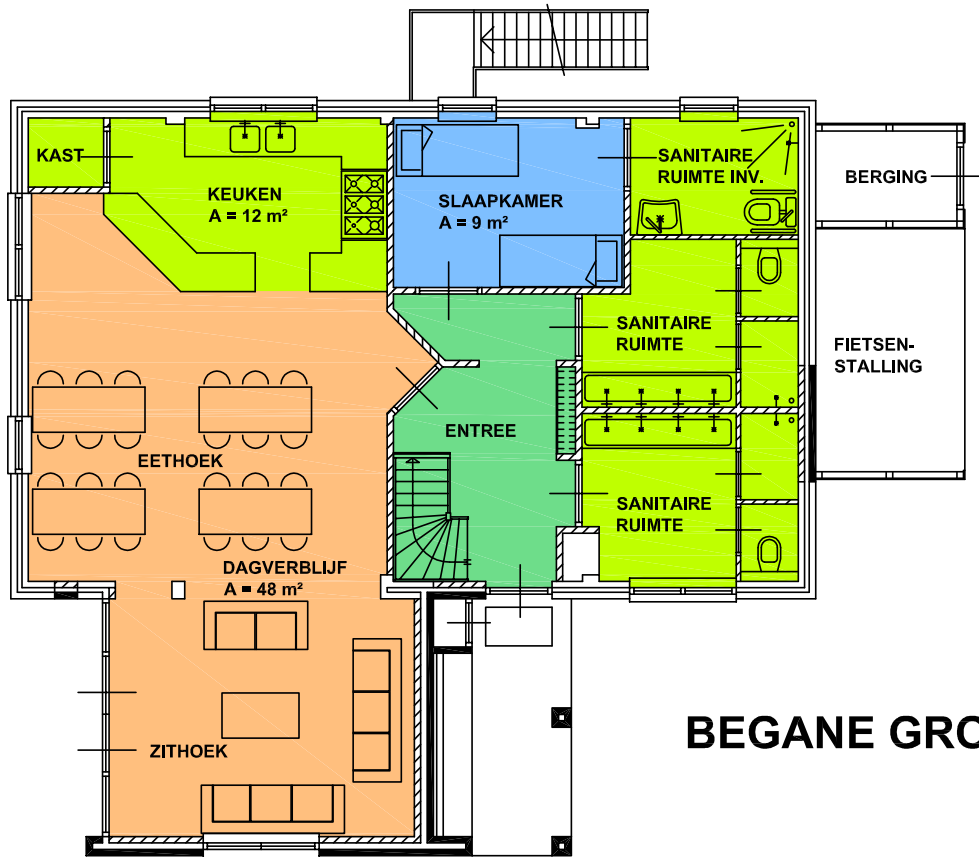 KAST
KEUKEN
A = 12 m²
SLAAPKAMER
A = 9 m²
SANITAIRE
RUIMTE INV.
BERGING
SANITAIRE
RUIMTE
FIETSEN-
STALLING
ENTREE
EETHOEK
SANITAIRE
RUIMTE
DAGVERBLIJF
A = 48 m²
ZITHOEK
BEGANE GRO